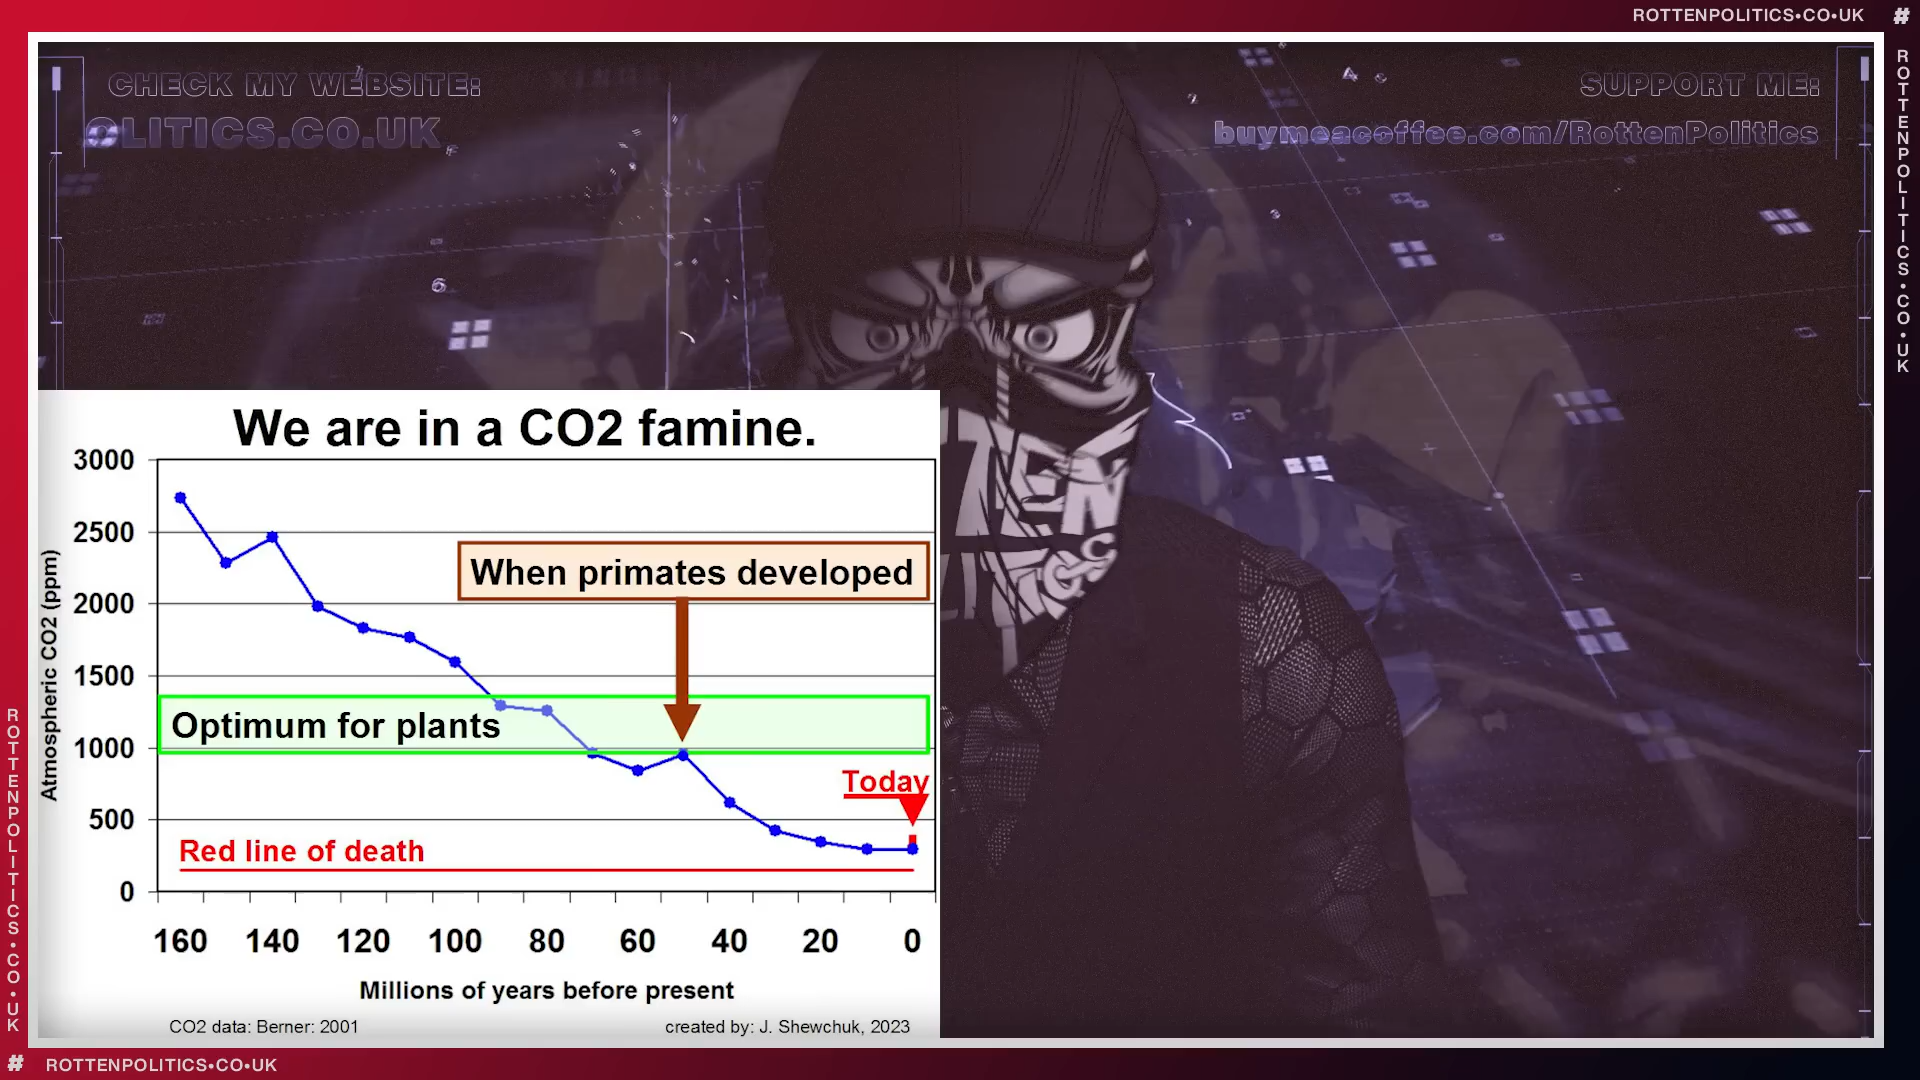 ROTTENPOLITICS•CO•UK #
ROTTENPOLITICS•CO•UK
CHECK MY WEBSITE:
OLITICS.CO.UK
SUPPORT ME:
buymeacoffee.com/RottenPolitics
We are in a CO2 famine.
3000
2500
2000
1500
1000
500
0
Atmospheric CO2 (ppm)
When primates developed
Optimum for plants
Today
Red line of death
160 140 120 100 80 60 40 20 0
Millions of years before present
CO2 data: Berner: 2001
created by: J. Shewchuk, 2023
ROTTENPOLITICS•CO•UK
# ROTTENPOLITICS•CO•UK